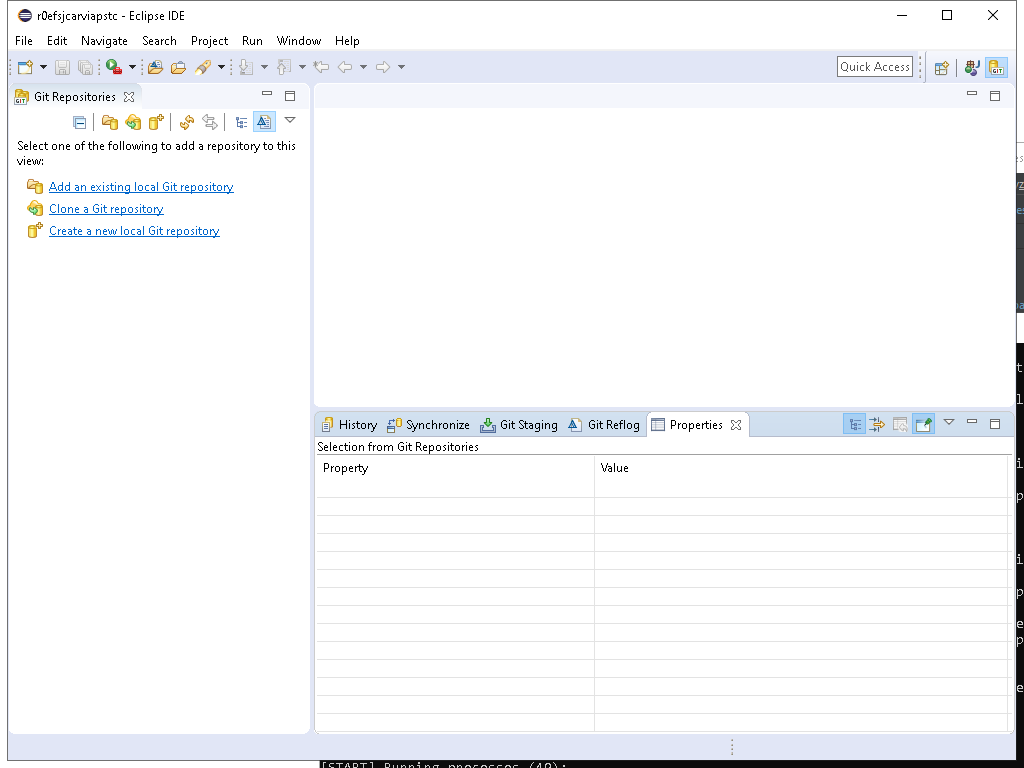 r0efsjcarviapstc - Eclipse IDE
File Edit Navigate Search Project Run Window Help
Quick Access
Git Repositories
Select one of the following to add a repository to this
view:
Add an existing local Git repository
Clone a Git repository
Create a new local Git repository
History Synchronize Git Staging Git Reflog Properties
Selection from Git Repositories
Property Value
[START] Running processes (40):